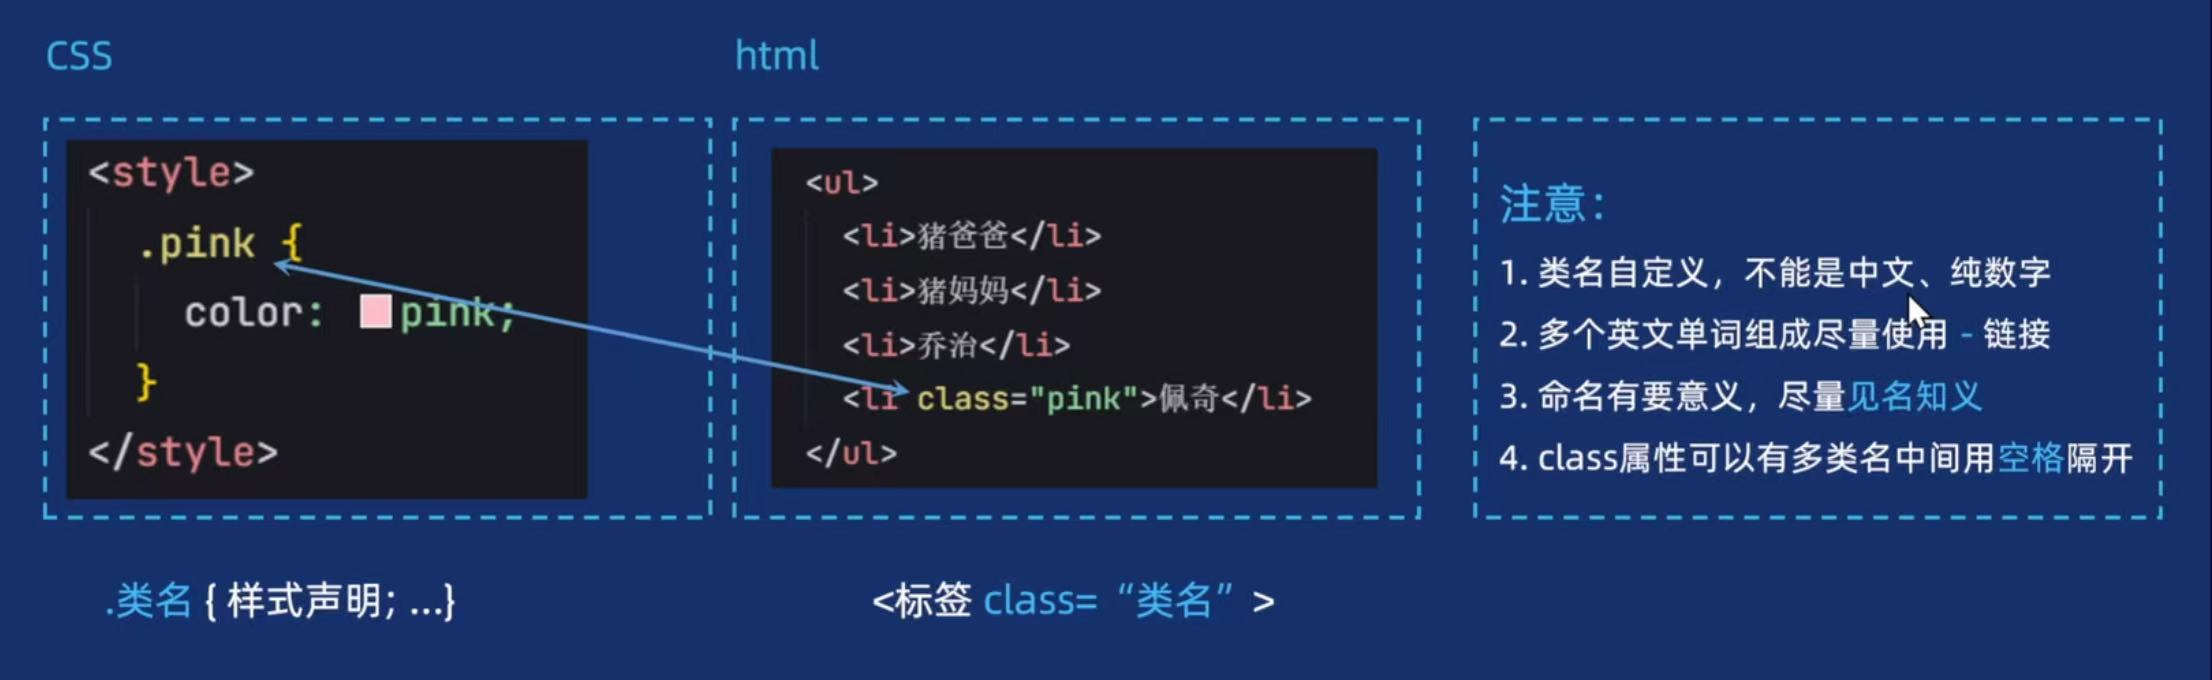 CSS
<style>
.pink {
color: pink;
}
</style>
.类名 { 样式声明; ...}
html
<ul>
<li>猪爸爸</li>
<li>猪妈妈</li>
<li>乔治</li>
<li class="pink">佩奇</li>
</ul>
<标签 class=“类名”>
注意：
1. 类名自定义，不能是中文、纯数字
2. 多个英文单词组成尽量使用 - 链接
3. 命名有要意义，尽量见名知义
4. class属性可以有多类名中间用空格隔开